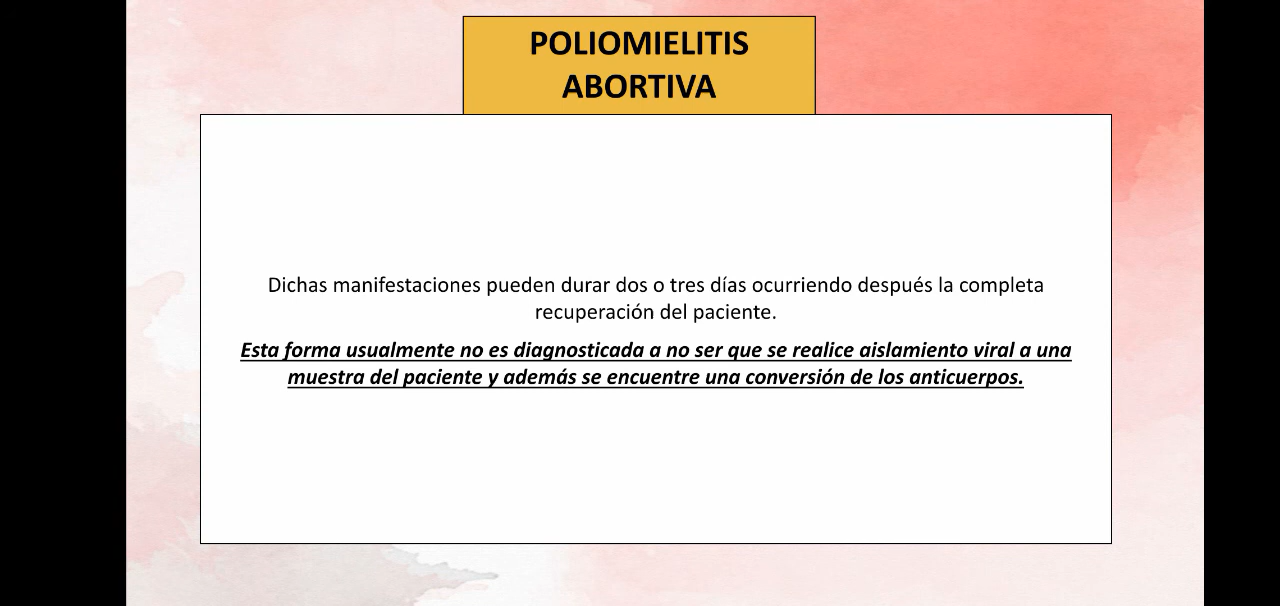 POLIOMIELITIS
ABORTIVA
Dichas manifestaciones pueden durar dos o tres días ocurriendo después la completa
recuperación del paciente.
Esta forma usualmente no es diagnosticada a no ser que se realice aislamiento viral a una
muestra del paciente y además se encuentre una conversión de los anticuerpos.